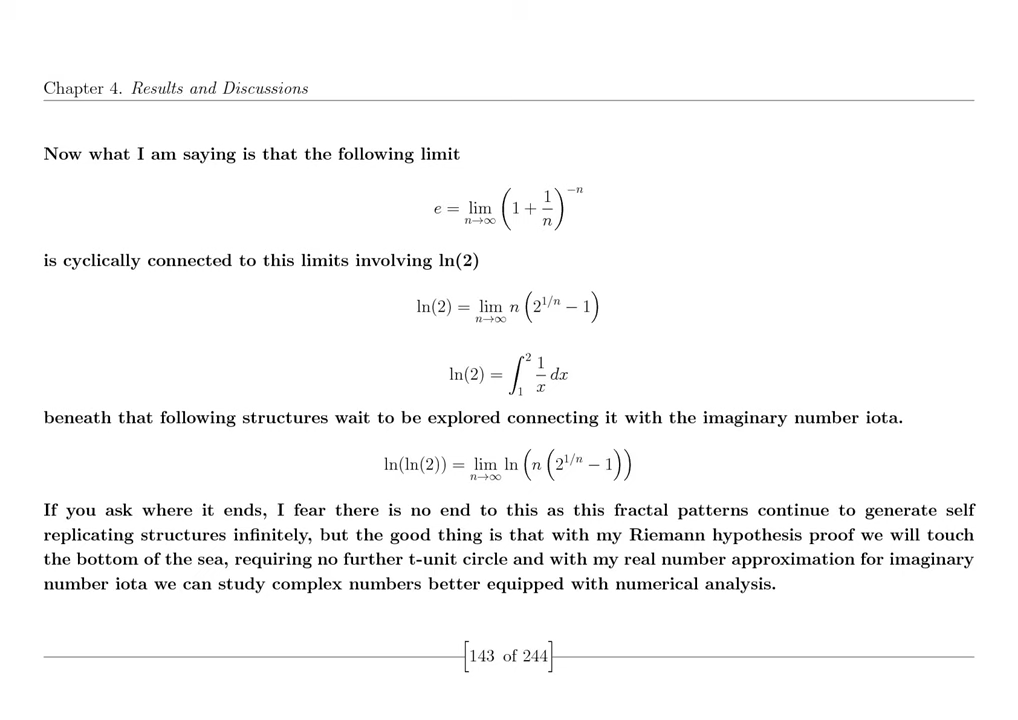 Chapter 4. Results and Discussions
Now what I am saying is that the following limit
e = lim n→∞ (1 + 1/n)^−n
is cyclically connected to this limits involving ln(2)
ln(2) = lim n→∞ n (2^1/n − 1)
ln(2) = ∫₁² 1/x dx
beneath that following structures wait to be explored connecting it with the imaginary number iota.
ln(ln(2)) = lim n→∞ ln (n (2^1/n − 1))
If you ask where it ends, I fear there is no end to this as this fractal patterns continue to generate self
replicating structures infinitely, but the good thing is that with my Riemann hypothesis proof we will touch
the bottom of the sea, requiring no further t-unit circle and with my real number approximation for imaginary
number iota we can study complex numbers better equipped with numerical analysis.
[143 of 244]